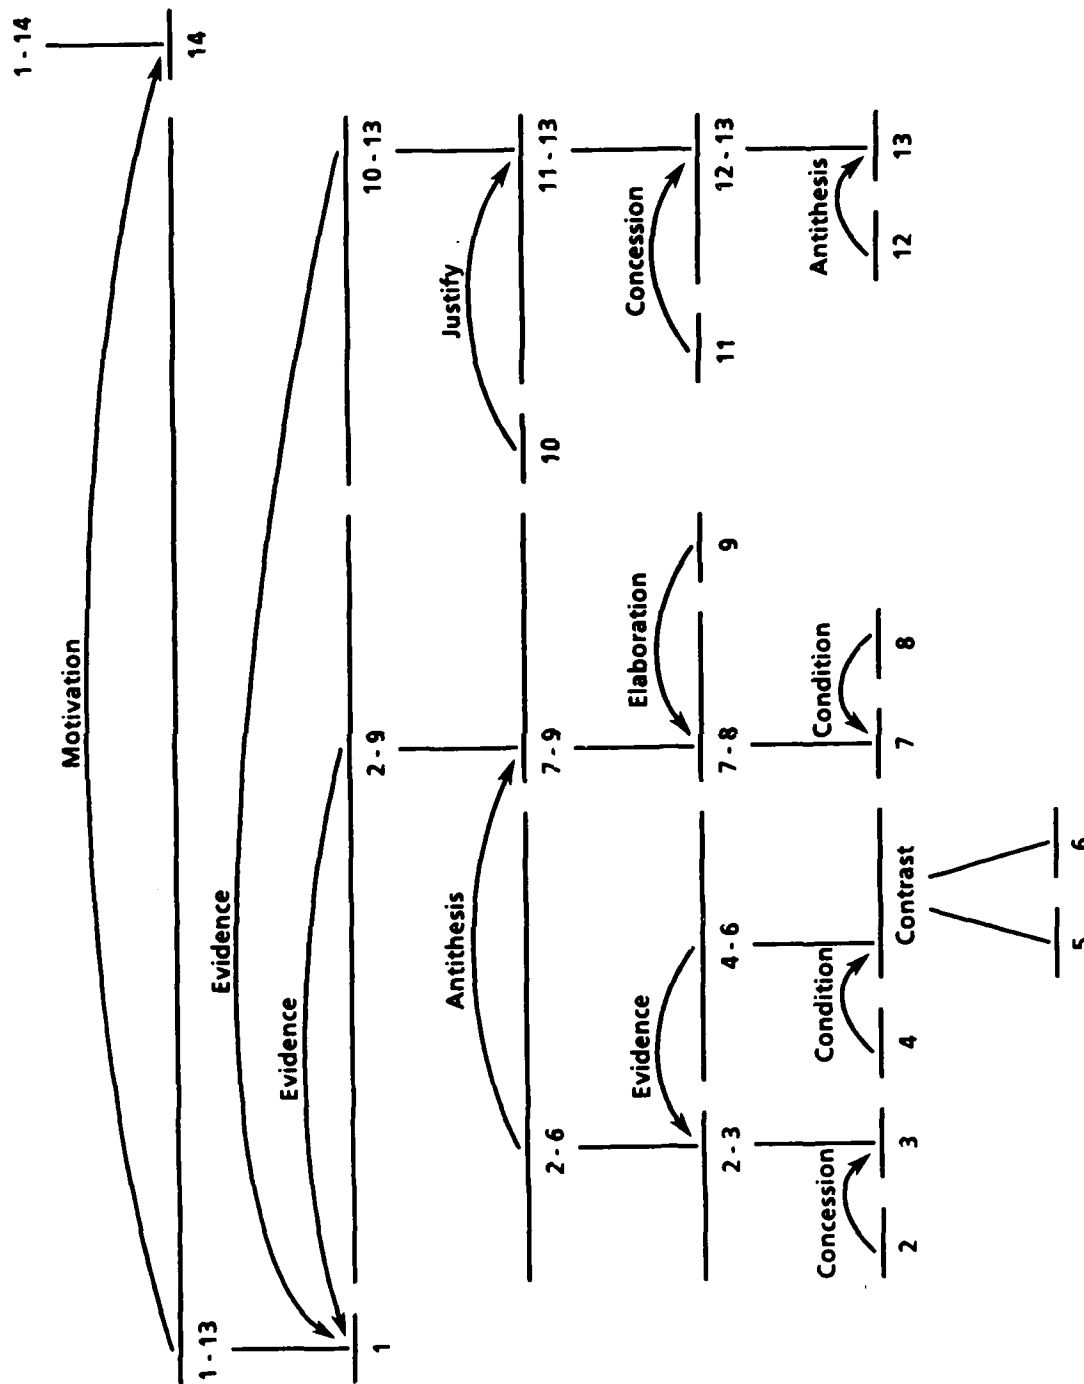 1 - 14
Motivation
1 - 13
14
Evidence
Evidence
1
2 - 9
10 - 13
Antithesis
Justify
2 - 6
7 - 9
10
11 - 13
Evidence
Elaboration
Concession
2 - 3
4 - 6
7 - 8
9
11
12 - 13
Concession
Condition
Condition
Antithesis
2
3
4
Contrast
7
8
12
13
5
6